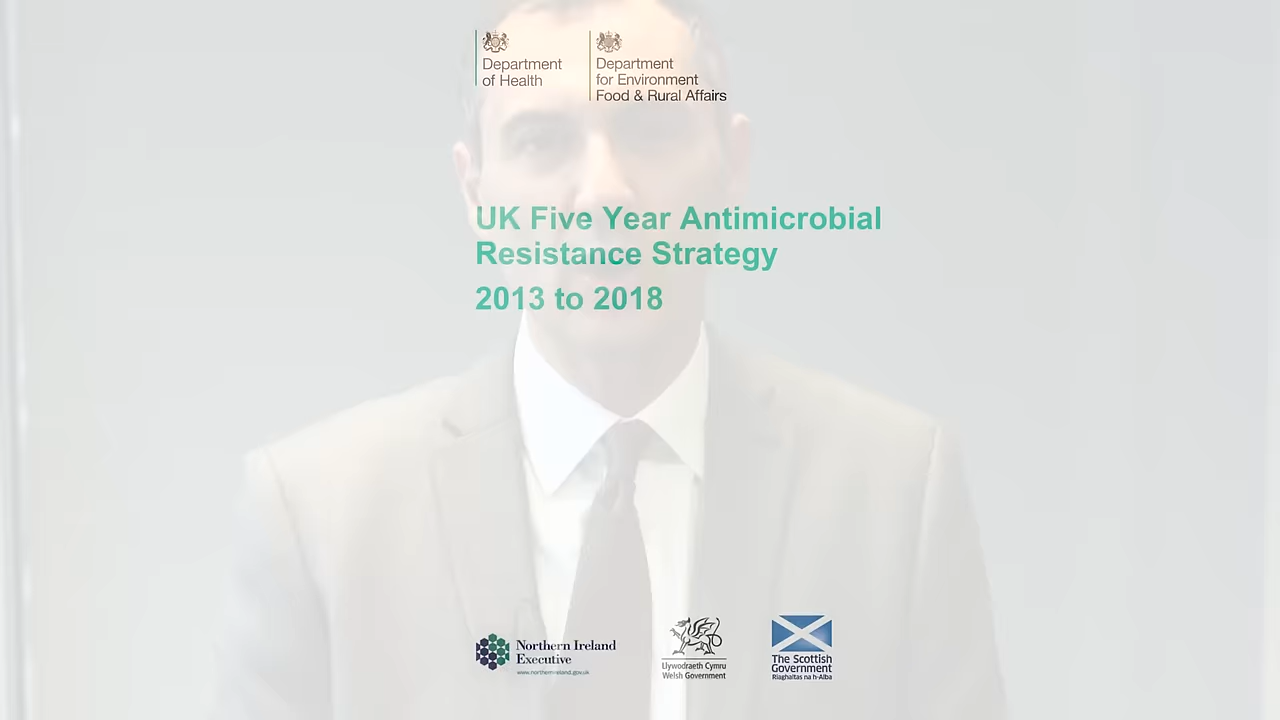 Department
of Health
Department
for Environment
Food & Rural Affairs
UK Five Year Antimicrobial
Resistance Strategy
2013 to 2018
Northern Ireland
Executive
www.northernireland.gov.uk
Llywodraeth Cymru
Welsh Government
The Scottish
Government
Riaghaltas na h-Alba